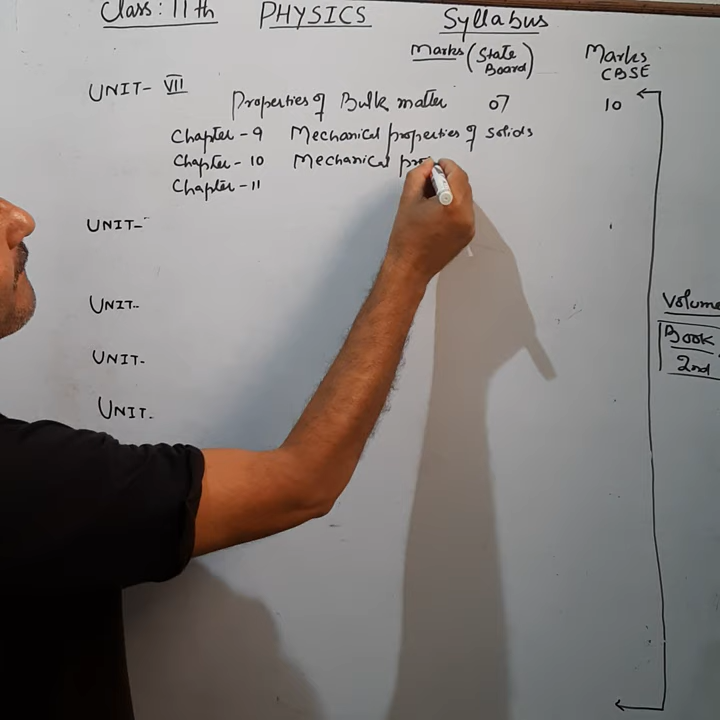 Class: 11th PHYSICS Syllabus
Marks (State Board) Marks CBSE
UNIT- VII
Properties of Bulk matter 07 10
Chapter - 9 Mechanical properties of Solids
Chapter - 10 Mechanical pro
Chapter - 11
UNIT-
UNIT-
UNIT-
UNIT-
Volume
Book
2nd